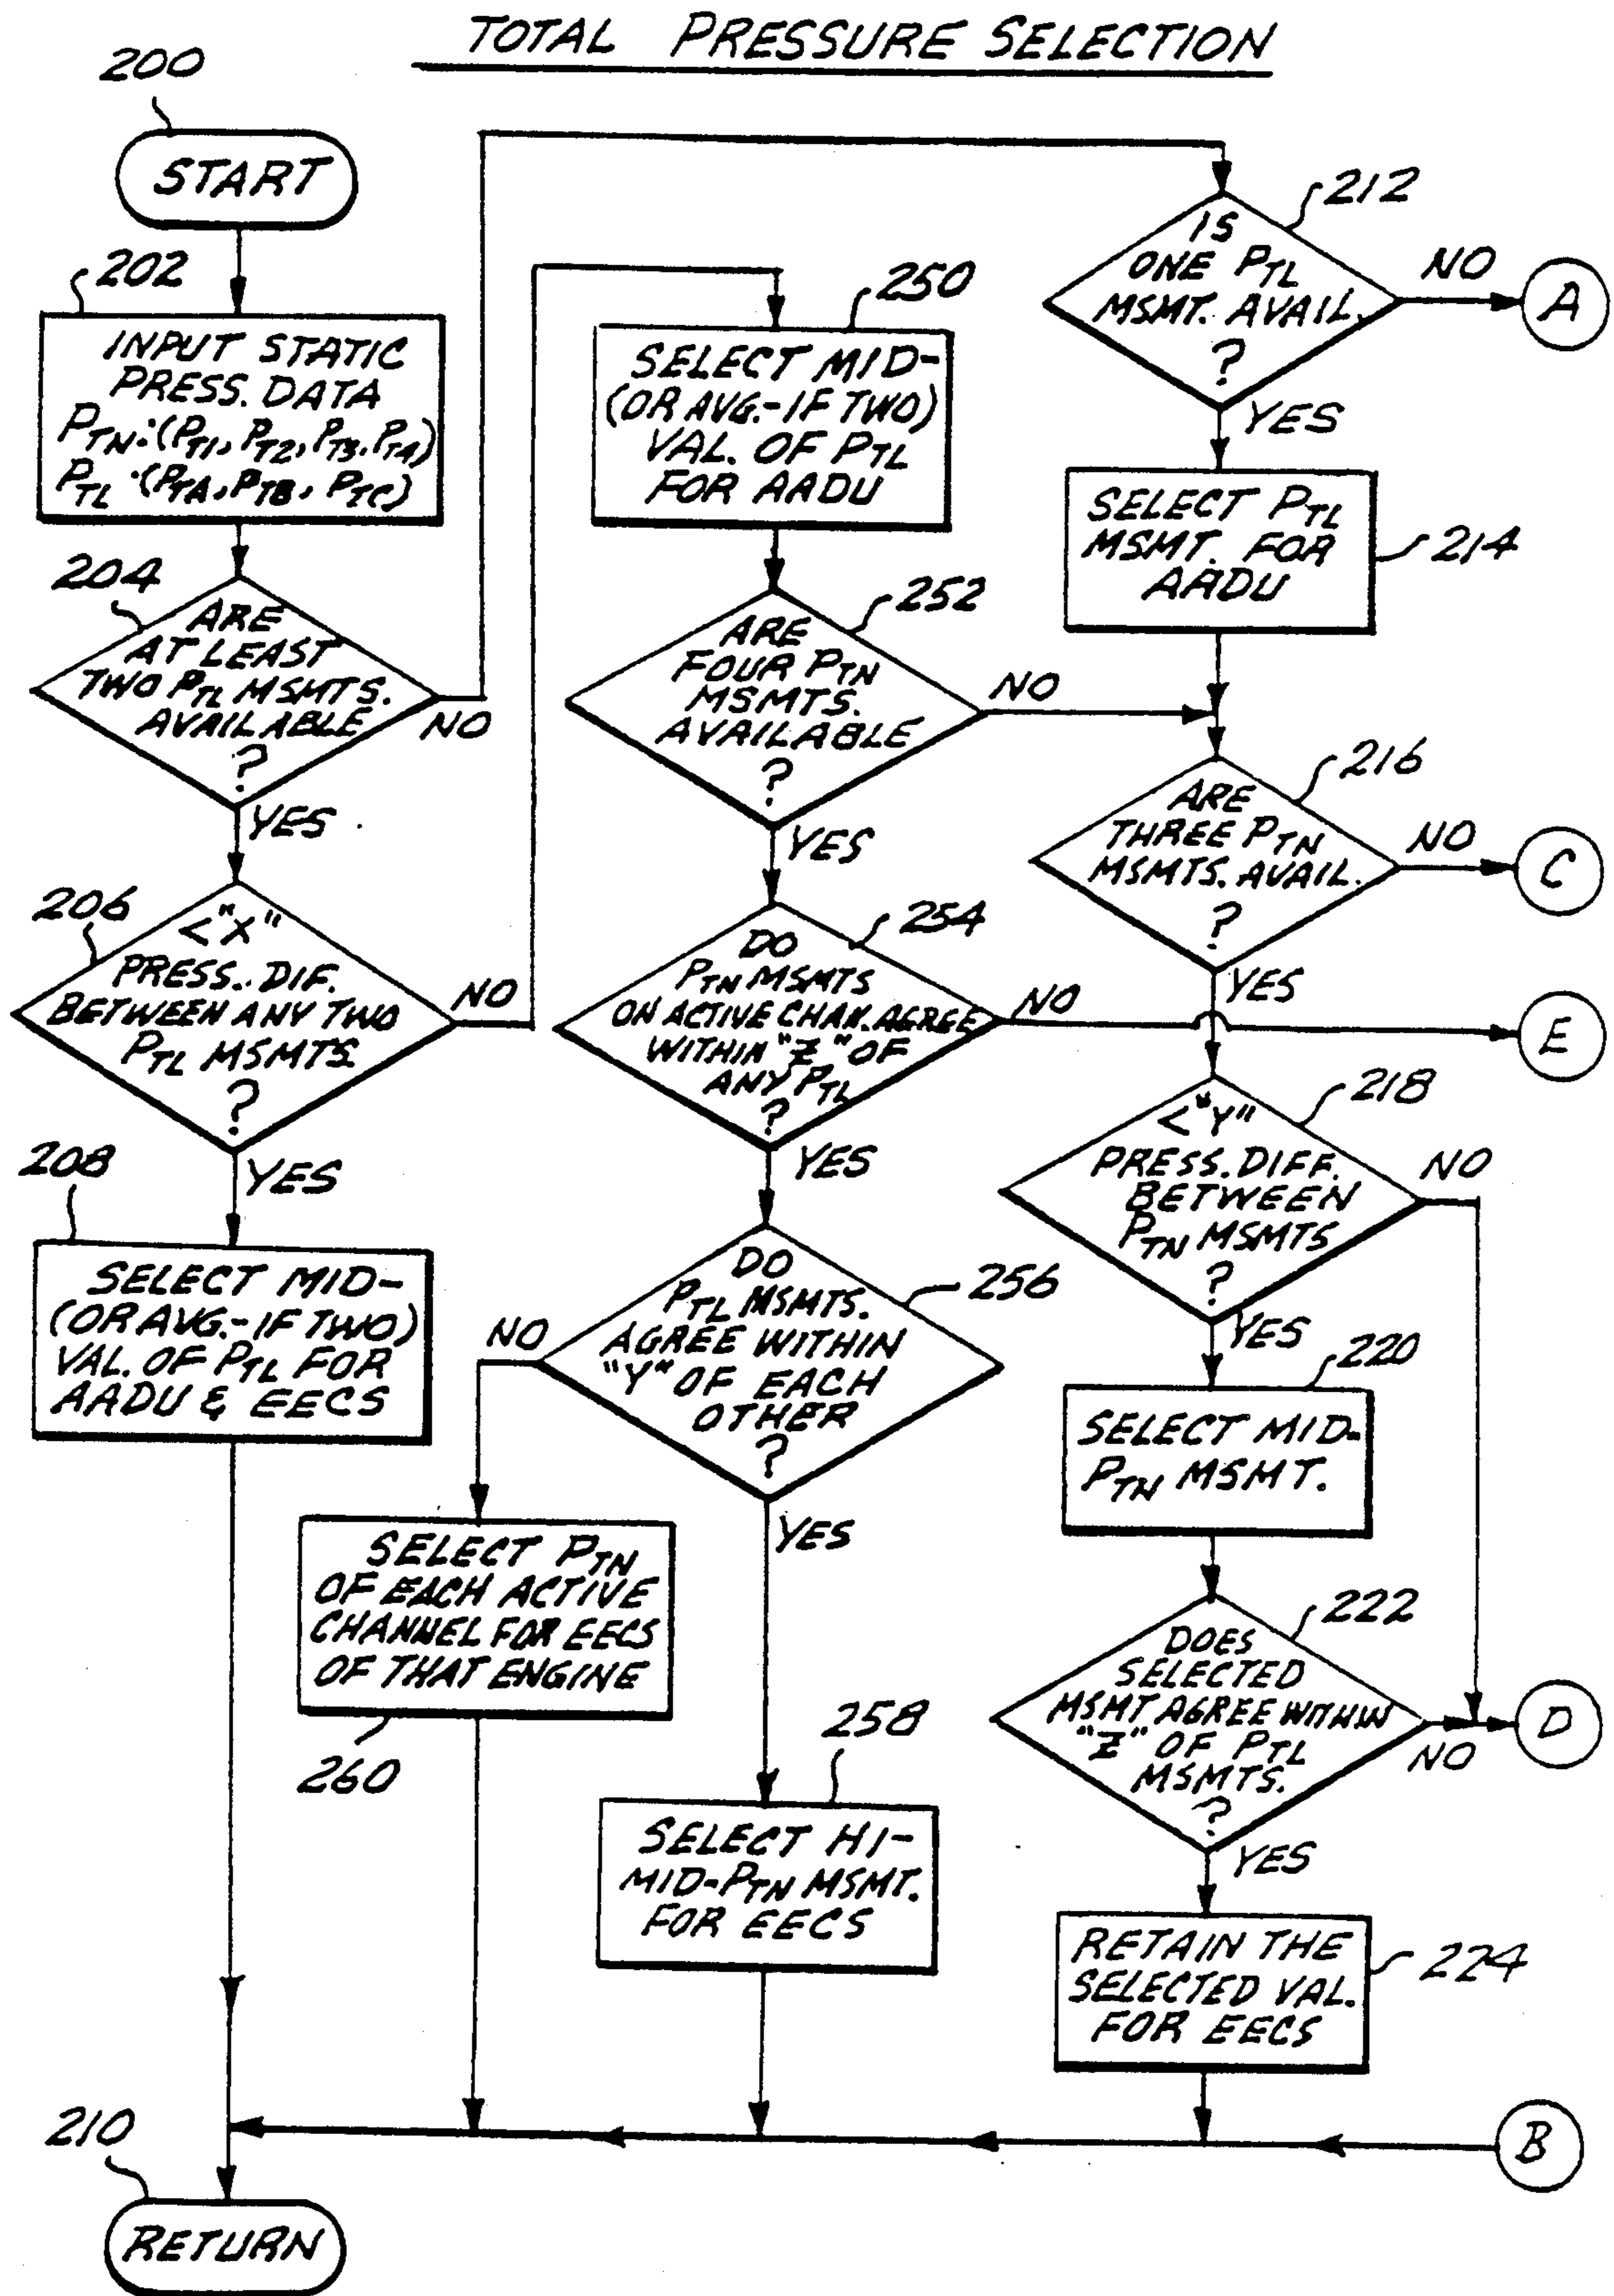 TOTAL PRESSURE SELECTION
200
START
202
INPUT STATIC
PRESS. DATA
PTN:(PT1, PT2, PT3, PT4)
PTL:(PTA, PTB, PTC)
204
ARE
AT LEAST
TWO PTL MSMTS.
AVAILABLE
?
NO
YES
206
<"X"
PRESS. DIF.
BETWEEN ANY TWO
PTL MSMTS.
?
NO
YES
208
SELECT MID-
(OR AVG.-IF TWO)
VAL. OF PTL FOR
AADU & EECS
210
RETURN
250
SELECT MID-
(OR AVG.-IF TWO)
VAL. OF PTL
FOR AADU
252
ARE
FOUR PTN
MSMTS.
AVAILABLE
?
NO
YES
254
DO
PTN MSMTS
ON ACTIVE CHAN. AGREE
WITHIN "Z" OF
ANY PTL
?
NO
E
YES
256
DO
PTL MSMTS.
AGREE WITHIN
"Y" OF EACH
OTHER
?
NO
YES
SELECT PTN
OF EACH ACTIVE
CHANNEL FOR EECS
OF THAT ENGINE
260
258
SELECT HI-
MID-PTN MSMT.
FOR EECS
212
IS
ONE PTL
MSMT. AVAIL.
?
NO
A
YES
SELECT PTL
MSMT. FOR
AADU
214
216
ARE
THREE PTN
MSMTS. AVAIL.
?
NO
C
YES
218
<"Y"
PRESS. DIFF.
BETWEEN
PTN MSMTS
?
NO
YES
220
SELECT MID-
PTN MSMT.
222
DOES
SELECTED
MSMT AGREE WITHIN
"Z" OF PTL
MSMTS.
?
NO
D
YES
RETAIN THE
SELECTED VAL.
FOR EECS
224
B